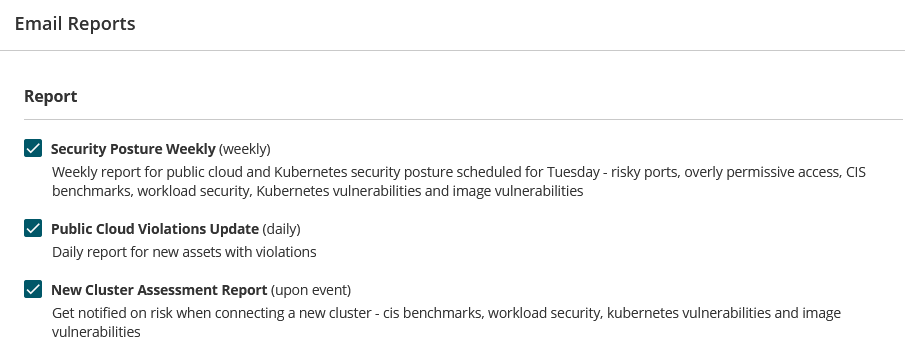 Email Reports
Report
Security Posture Weekly (weekly)
Weekly report for public cloud and Kubernetes security posture scheduled for Tuesday - risky ports, overly permissive access, CIS
benchmarks, workload security, Kubernetes vulnerabilities and image vulnerabilities
Public Cloud Violations Update (daily)
Daily report for new assets with violations
New Cluster Assessment Report (upon event)
Get notified on risk when connecting a new cluster - cis benchmarks, workload security, kubernetes vulnerabilities and image
vulnerabilities